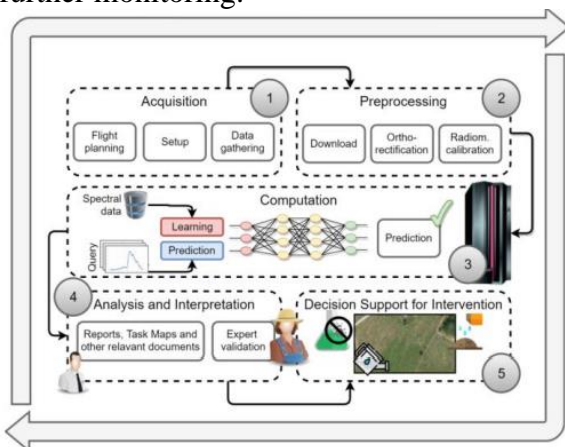 further monitoring.
Acquisition
1
Flight
planning
Setup
Data
gathering
Preprocessing
2
Download
Ortho-
rectification
Radiom.
calibration
Computation
Spectral
data
Learning
Query
Prediction
Prediction
3
4
Analysis and Interpretation
Reports, Task Maps and
other relavant documents
Expert
validation
Decision Support for Intervention
5